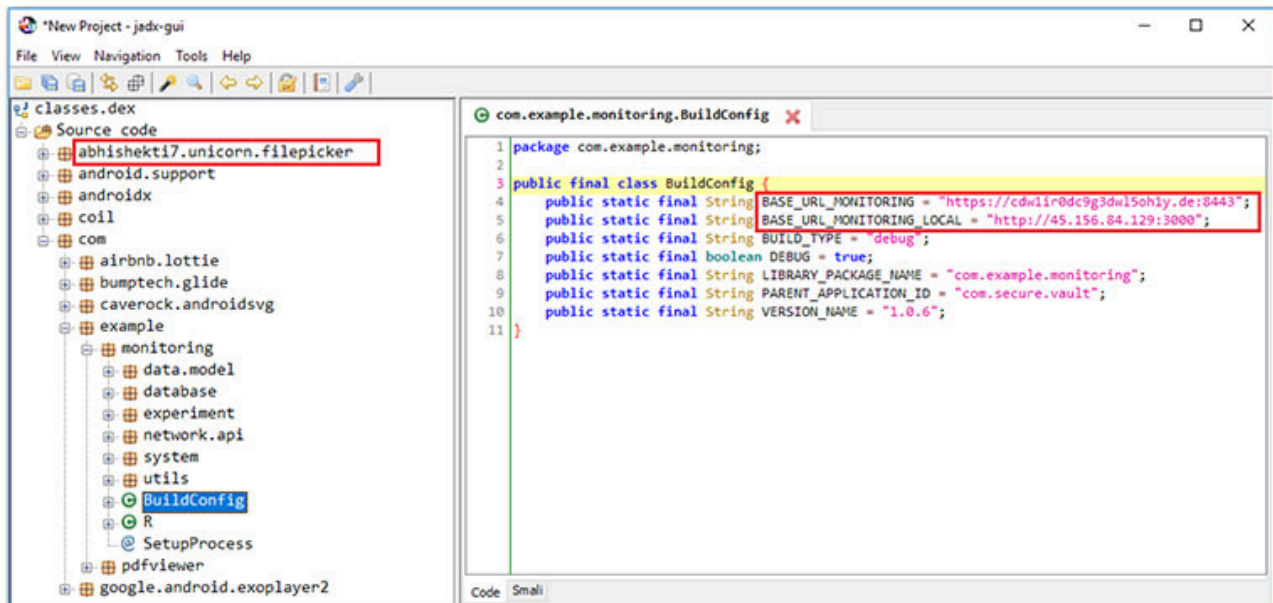 *New Project - jadx-gui
File View Navigation Tools Help
classes.dex
Source code
abhishekti7.unicorn.filepicker
android.support
androidx
coil
com
airbnb.lottie
bumptech.glide
caverock.androidsvg
example
monitoring
data.model
database
experiment
network.api
system
utils
BuildConfig
R
SetupProcess
pdfviewer
google.android.exoplayer2
com.example.monitoring.BuildConfig
1 package com.example.monitoring;
2
3 public final class BuildConfig {
4 public static final String BASE_URL_MONITORING = "https://cdw1ir0dc9g3dwl5oh1y.de:8443";
5 public static final String BASE_URL_MONITORING_LOCAL = "http://45.156.84.129:3000";
6 public static final String BUILD_TYPE = "debug";
7 public static final boolean DEBUG = true;
8 public static final String LIBRARY_PACKAGE_NAME = "com.example.monitoring";
9 public static final String PARENT_APPLICATION_ID = "com.secure.vault";
10 public static final String VERSION_NAME = "1.0.6";
11 }
Code Smali